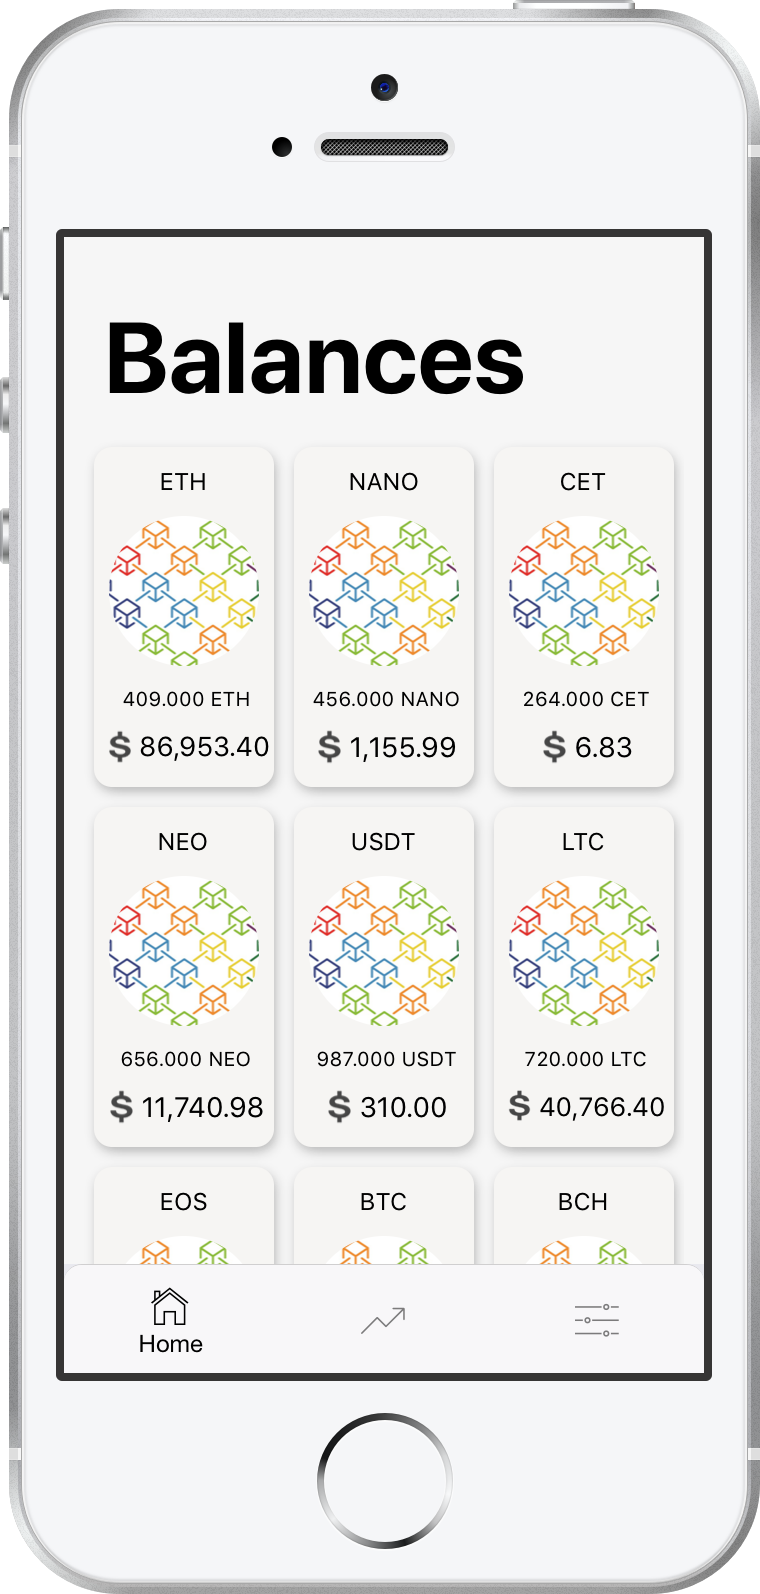 Balances
ETH
NANO
CET
409.000 ETH
456.000 NANO
264.000 CET
$ 86,953.40
$ 1,155.99
$ 6.83
NEO
USDT
LTC
656.000 NEO
987.000 USDT
720.000 LTC
$ 11,740.98
$ 310.00
$ 40,766.40
EOS
BTC
BCH
Home